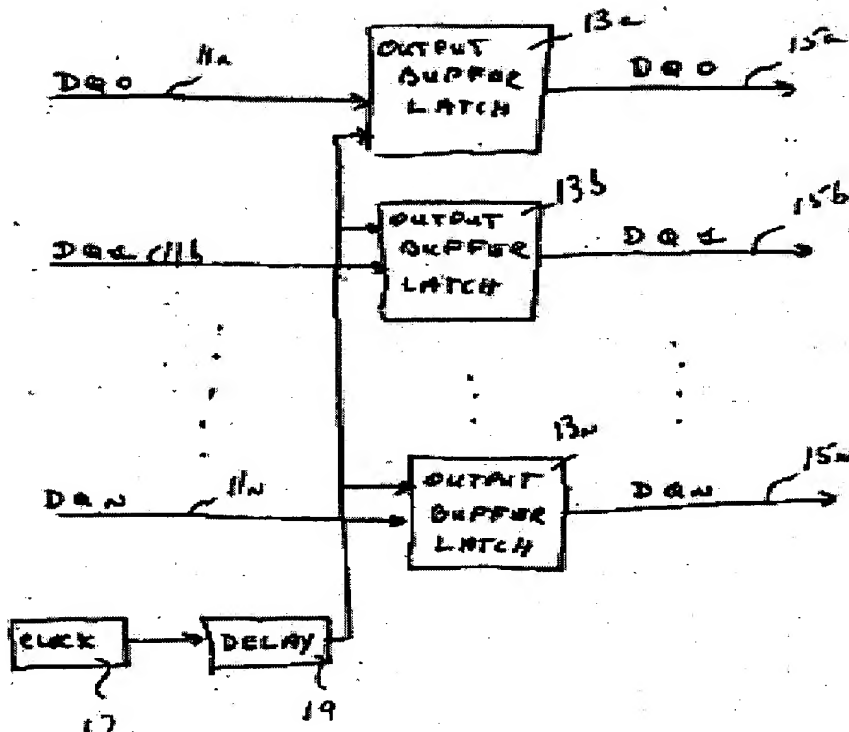 13a
OUTPUT
BUFFER
LATCH
DQ0
11a
DQ0
15a
13b
OUTPUT
BUFFER
LATCH
DQ1
11b
DQ1
15b
13N
OUTPUT
BUFFER
LATCH
DQN
11N
DQN
15N
CLOCK
DELAY
17
19